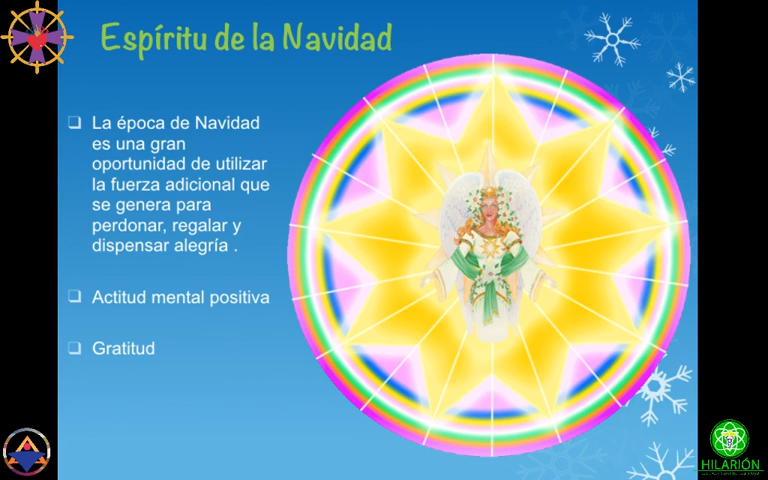 Espíritu de la Navidad
❑ La época de Navidad
es una gran
oportunidad de utilizar
la fuerza adicional que
se genera para
perdonar, regalar y
dispensar alegría .
❑ Actitud mental positiva
❑ Gratitud
HILARIÓN